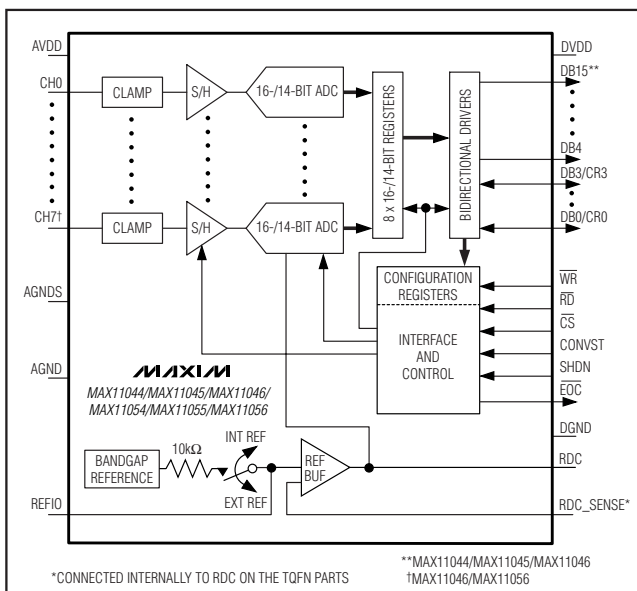 AVDD
DVDD
CH0
CLAMP
S/H
16-/14-BIT ADC
8 x 16-/14-BIT REGISTERS
BIDIRECTIONAL DRIVERS
DB15**
DB4
DB3/CR3
CH7†
CLAMP
S/H
16-/14-BIT ADC
DB0/CR0
CONFIGURATION
REGISTERS
WR
RD
AGNDS
INTERFACE
AND
CONTROL
CS
CONVST
SHDN
EOC
AGND
MAXIM
MAX11044/MAX11045/MAX11046/
MAX11054/MAX11055/MAX11056
DGND
BANDGAP
REFERENCE
10kΩ
INT REF
EXT REF
REF
BUF
RDC
REFIO
RDC_SENSE*
*CONNECTED INTERNALLY TO RDC ON THE TQFN PARTS
**MAX11044/MAX11045/MAX11046
†MAX11046/MAX11056